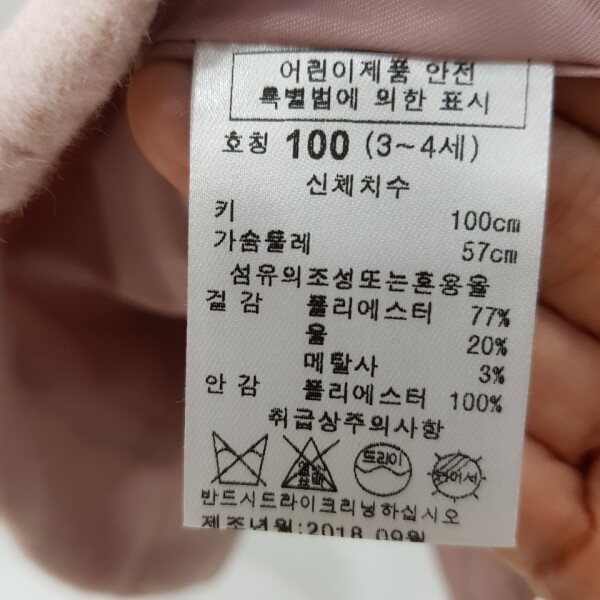 어린이제품 안전
특별법에 의한 표시
호칭 100 (3~4세)
신체치수
키 100cm
가슴둘레 57cm
섬유의조성또는혼용율
겉 감 폴리에스터 77%
울 20%
메탈사 3%
안 감 폴리에스터 100%
취급상주의사항
드라이
반드시드라이크리닝하십시오
제조년월:2018.09월